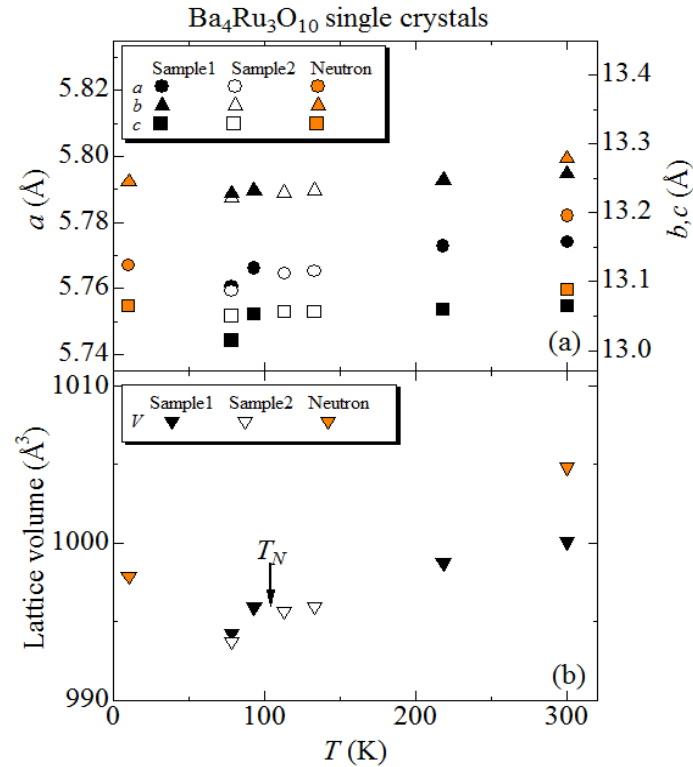 Ba₄Ru₃O₁₀ single crystals
Sample1 Sample2 Neutron
a
b
c
5.82
5.80
5.78
5.76
5.74
a (Å)
13.4
13.3
13.2
13.1
13.0
b,c (Å)
(a)
Sample1 Sample2 Neutron
V
1010
1000
990
Lattice volume (Å³)
T_N
(b)
0 100 200 300
T (K)